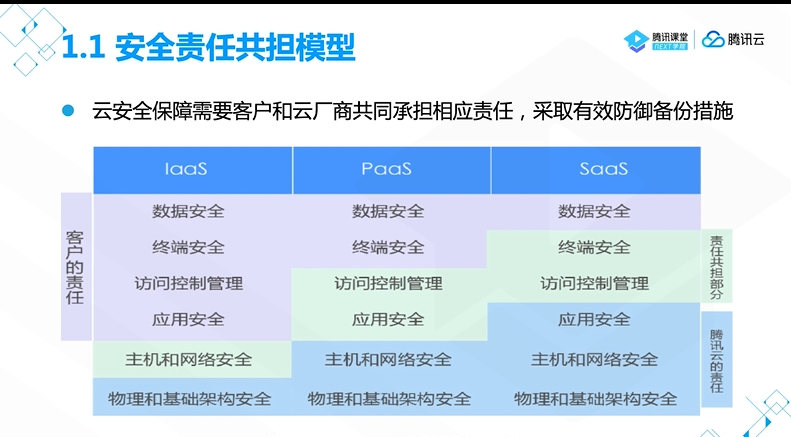 1.1 安全责任共担模型
腾讯课堂
NEXT学院
腾讯云
云安全保障需要客户和云厂商共同承担相应责任，采取有效防御备份措施
IaaS PaaS SaaS
客户的责任
数据安全 数据安全 数据安全
终端安全 终端安全 终端安全
访问控制管理 访问控制管理 访问控制管理
应用安全 应用安全 应用安全
主机和网络安全 主机和网络安全 主机和网络安全
物理和基础架构安全 物理和基础架构安全 物理和基础架构安全
责任共担部分
腾讯云的责任